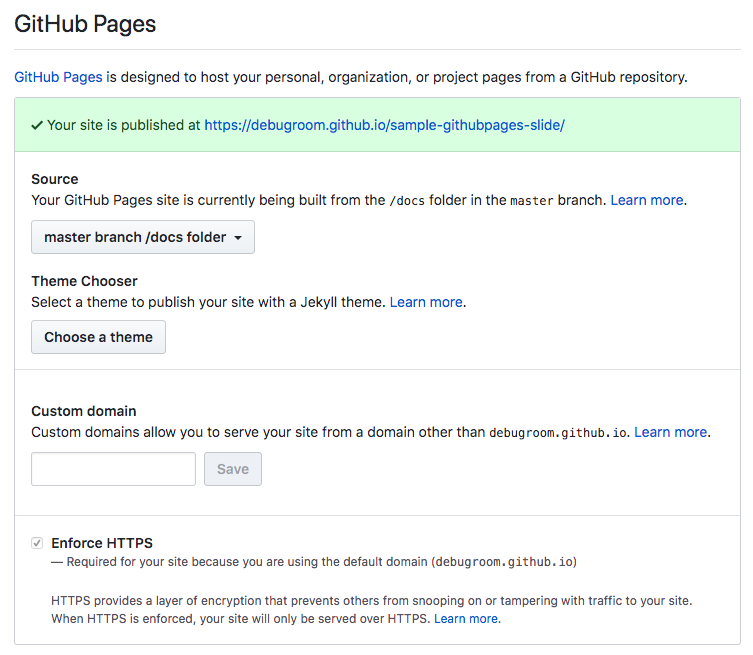 GitHub Pages
GitHub Pages is designed to host your personal, organization, or project pages from a GitHub repository.
Your site is published at https://debugroom.github.io/sample-githubpages-slide/
Source
Your GitHub Pages site is currently being built from the /docs folder in the master branch. Learn more.
master branch /docs folder
Theme Chooser
Select a theme to publish your site with a Jekyll theme. Learn more.
Choose a theme
Custom domain
Custom domains allow you to serve your site from a domain other than debugroom.github.io. Learn more.
Save
Enforce HTTPS
— Required for your site because you are using the default domain (debugroom.github.io)
HTTPS provides a layer of encryption that prevents others from snooping on or tampering with traffic to your site.
When HTTPS is enforced, your site will only be served over HTTPS. Learn more.